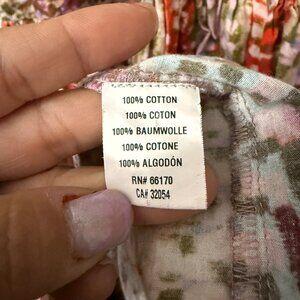 100% COTTON
100% COTON
100% BAUMWOLLE
100% COTONE
100% ALGODÓN
RN# 66170
CA# 32054